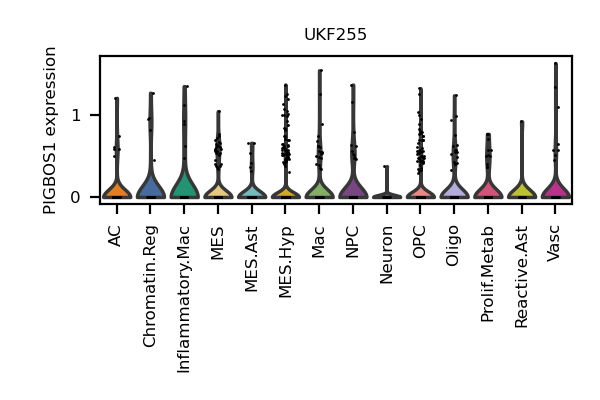 UKF255
PIGBOS1 expression
1
0
AC
Chromatin.Reg
Inflammatory.Mac
MES
MES.Ast
MES.Hyp
Mac
NPC
Neuron
OPC
Oligo
Prolif.Metab
Reactive.Ast
Vasc